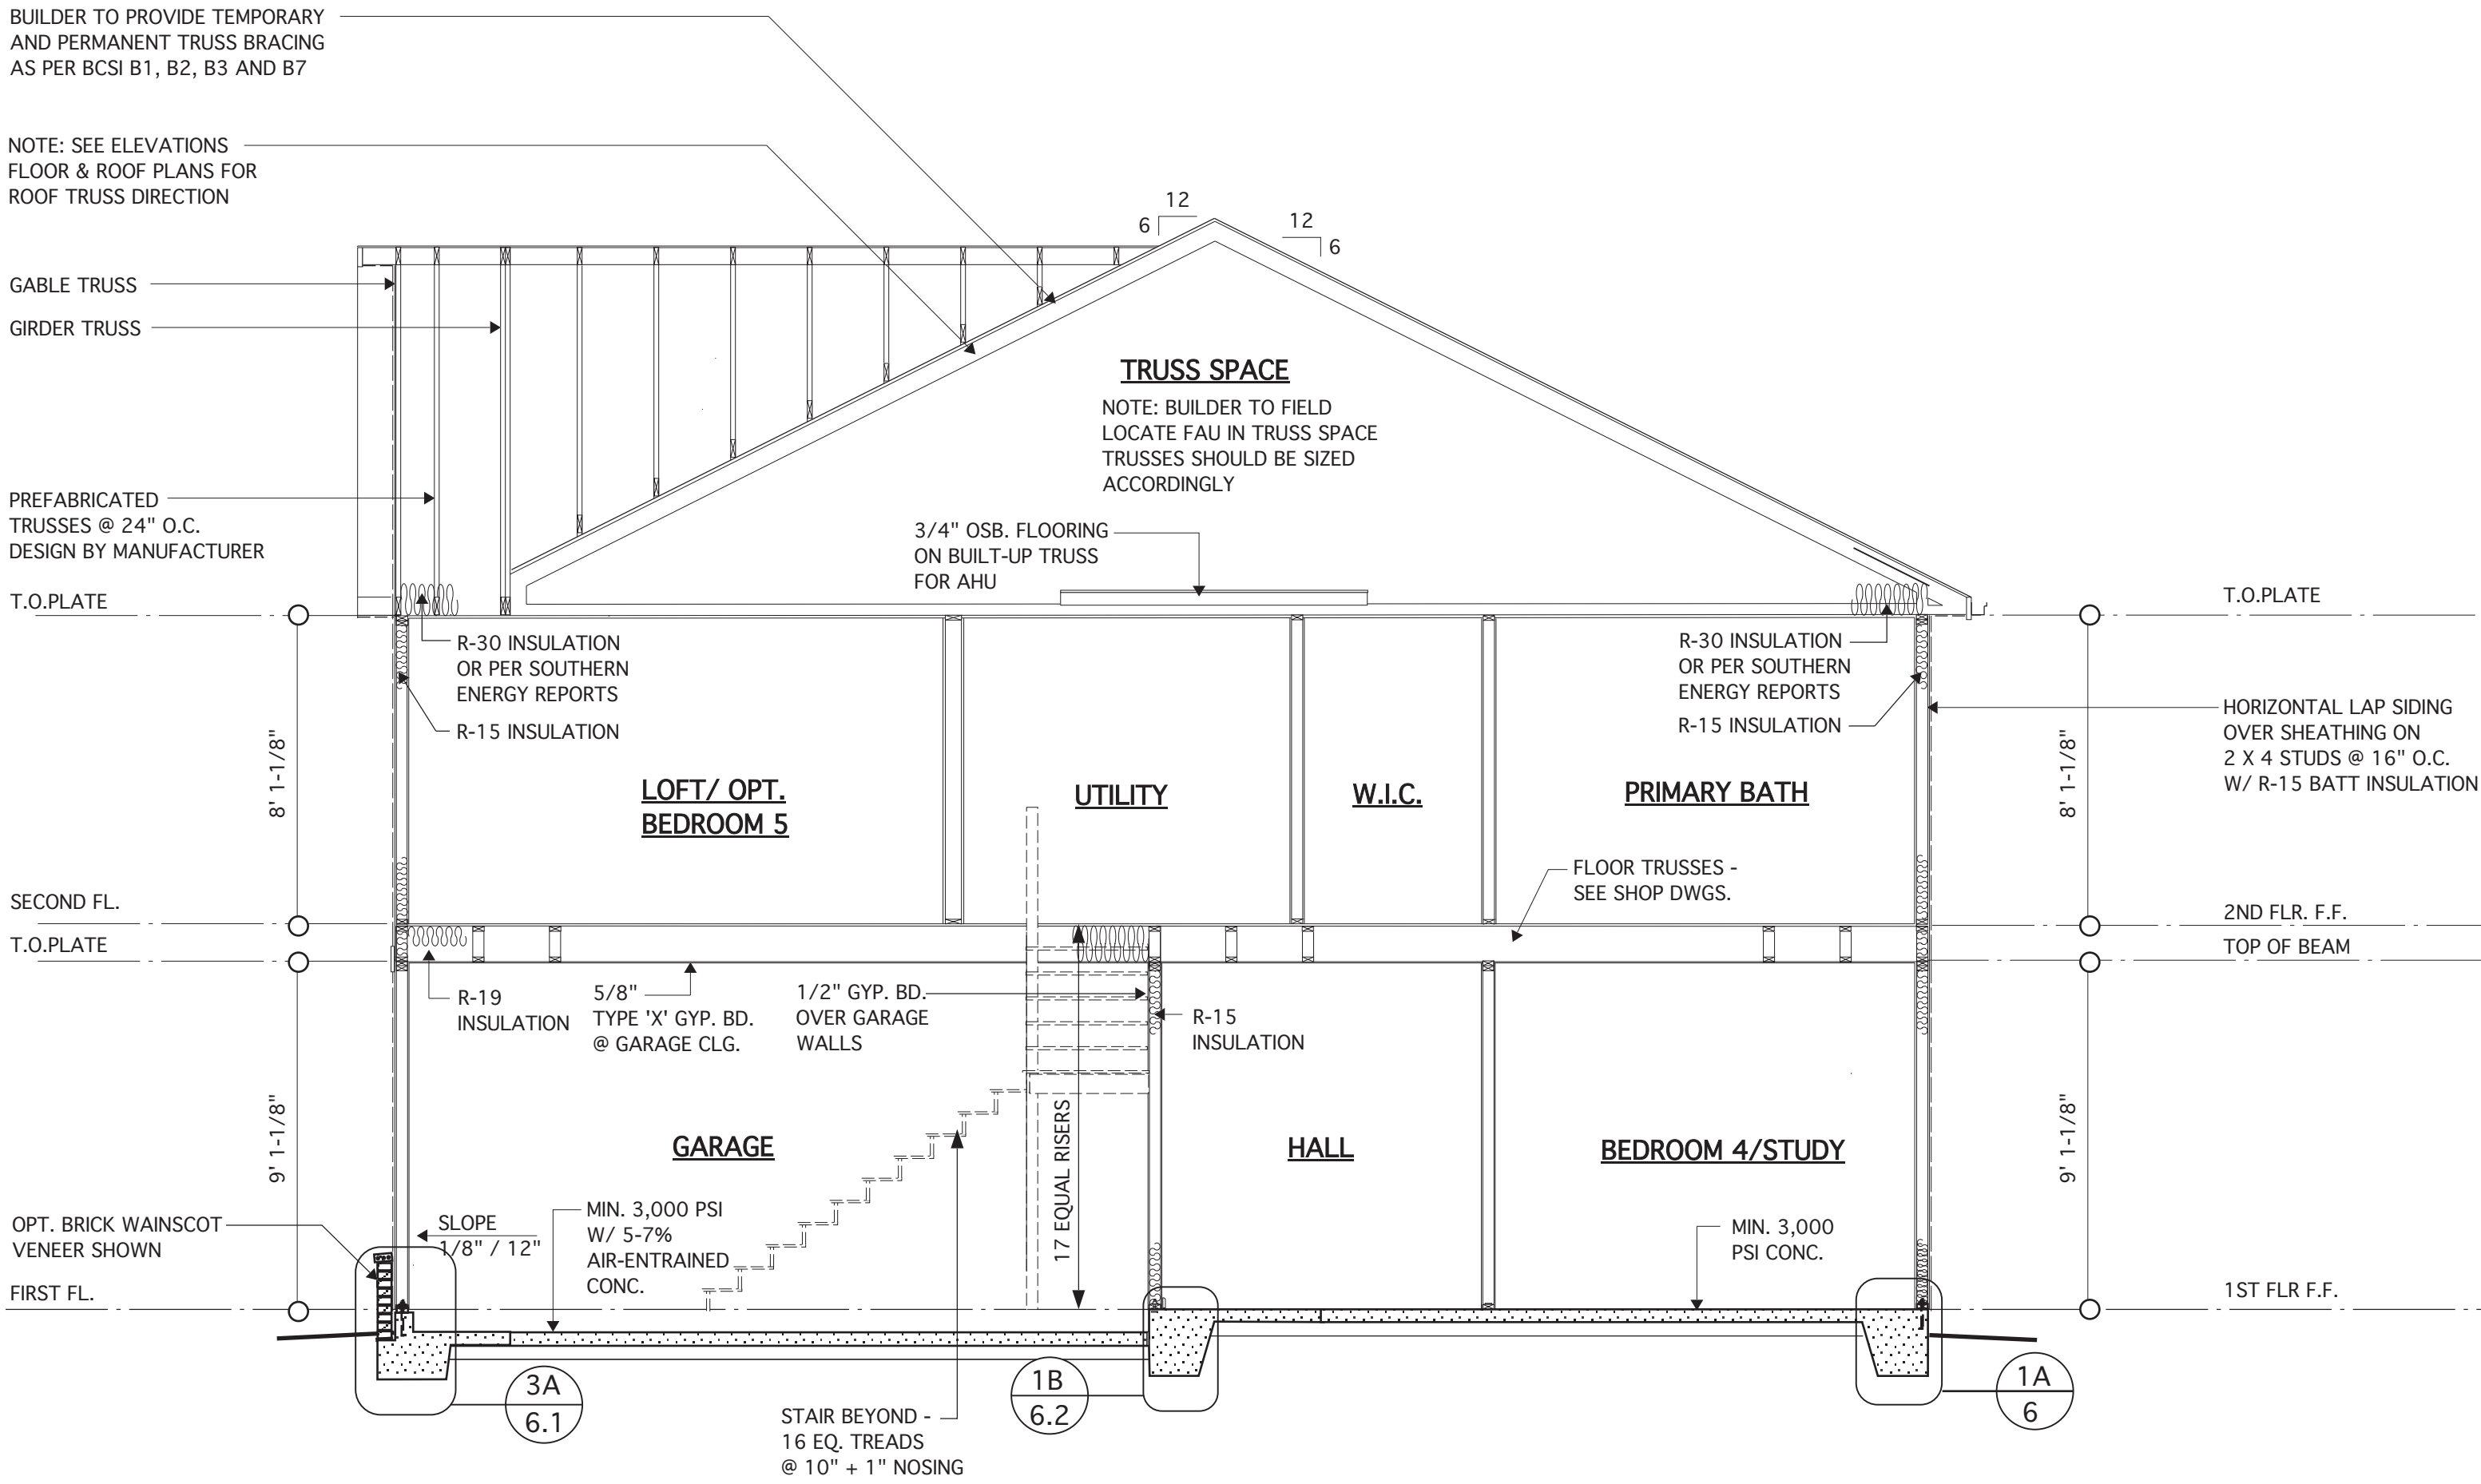 BUILDER TO PROVIDE TEMPORARY
AND PERMANENT TRUSS BRACING
AS PER BCSI B1, B2, B3 AND B7
NOTE: SEE ELEVATIONS
FLOOR & ROOF PLANS FOR
ROOF TRUSS DIRECTION
12
6
12
6
GABLE TRUSS
GIRDER TRUSS
TRUSS SPACE
NOTE: BUILDER TO FIELD
LOCATE FAU IN TRUSS SPACE
TRUSSES SHOULD BE SIZED
ACCORDINGLY
PREFABRICATED
TRUSSES @ 24" O.C.
DESIGN BY MANUFACTURER
3/4" OSB. FLOORING
ON BUILT-UP TRUSS
FOR AHU
T.O.PLATE
T.O.PLATE
R-30 INSULATION
OR PER SOUTHERN
ENERGY REPORTS
R-15 INSULATION
R-30 INSULATION
OR PER SOUTHERN
ENERGY REPORTS
R-15 INSULATION
HORIZONTAL LAP SIDING
OVER SHEATHING ON
2 X 4 STUDS @ 16" O.C.
W/ R-15 BATT INSULATION
8' 1-1/8"
8' 1-1/8"
LOFT/ OPT.
BEDROOM 5
UTILITY
W.I.C.
PRIMARY BATH
FLOOR TRUSSES -
SEE SHOP DWGS.
SECOND FL.
2ND FLR. F.F.
T.O.PLATE
TOP OF BEAM
R-19
INSULATION
5/8"
TYPE 'X' GYP. BD.
@ GARAGE CLG.
1/2" GYP. BD.
OVER GARAGE
WALLS
R-15
INSULATION
9' 1-1/8"
9' 1-1/8"
17 EQUAL RISERS
GARAGE
HALL
BEDROOM 4/STUDY
OPT. BRICK WAINSCOT
VENEER SHOWN
SLOPE
1/8" / 12"
MIN. 3,000 PSI
W/ 5-7%
AIR-ENTRAINED
CONC.
MIN. 3,000
PSI CONC.
FIRST FL.
1ST FLR F.F.
3A
6.1
1B
6.2
1A
6
STAIR BEYOND -
16 EQ. TREADS
@ 10" + 1" NOSING